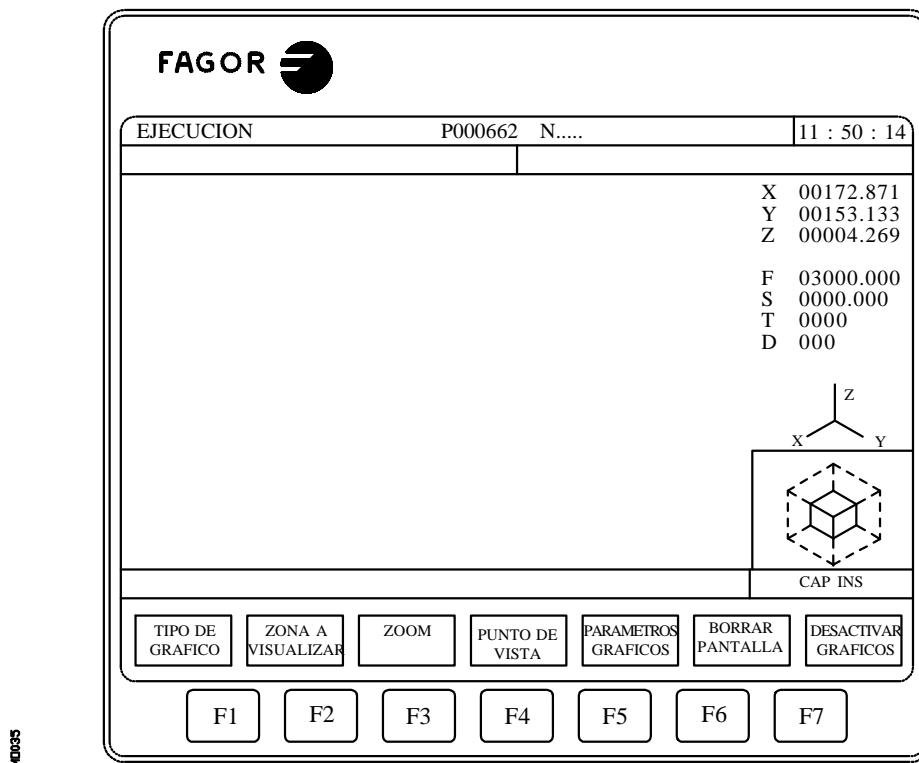 FAGOR
EJECUCION P000662 N..... 11 : 50 : 14
X 00172.871
Y 00153.133
Z 00004.269
F 03000.000
S 0000.000
T 0000
D 000
Z
X Y
CAP INS
TIPO DE GRAFICO
ZONA A VISUALIZAR
ZOOM
PUNTO DE VISTA
PARAMETROS GRAFICOS
BORRAR PANTALLA
DESACTIVAR GRAFICOS
F1 F2 F3 F4 F5 F6 F7